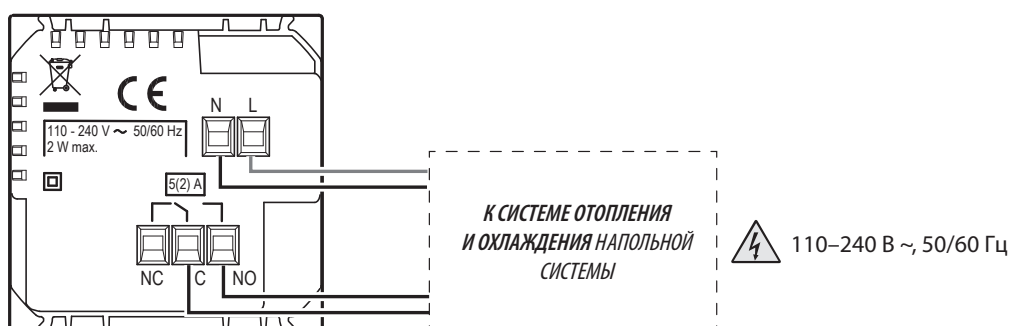 CE
N L
110 - 240 V ~ 50/60 Hz
2 W max.
5(2) A
NC C NO
К СИСТЕМЕ ОТОПЛЕНИЯ
И ОХЛАЖДЕНИЯ НАПОЛЬНОЙ
СИСТЕМЫ
110–240 В ~, 50/60 Гц